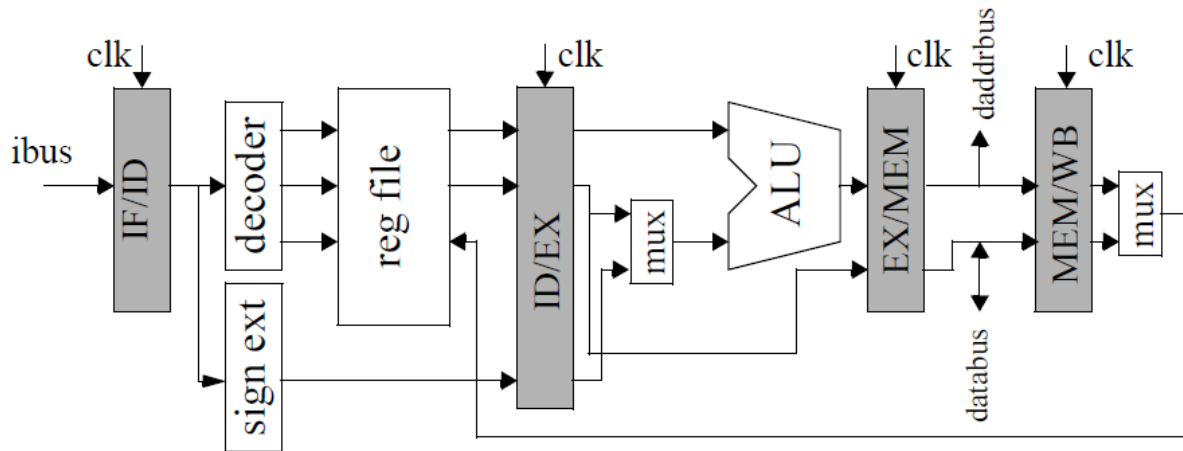 clk
clk
clk
clk
daddrbus
ibus
IF/ID
decoder
reg file
ID/EX
mux
ALU
EX/MEM
MEM/WB
mux
sign ext
databus